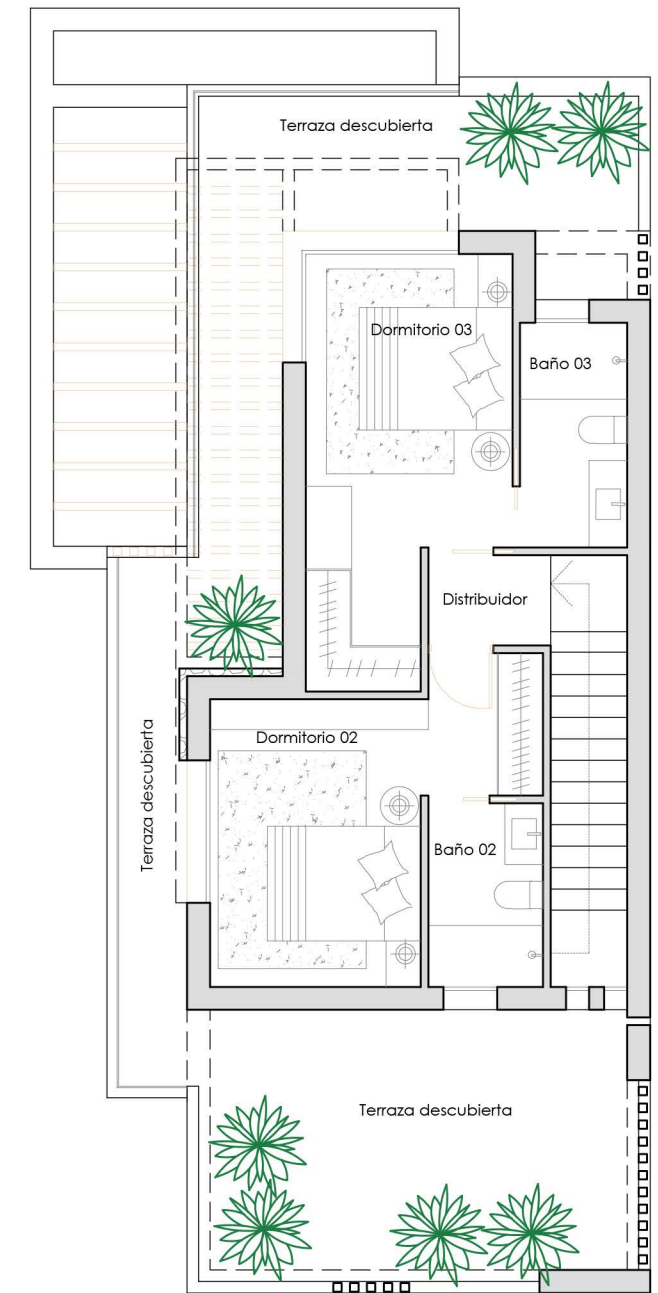 Terraza descubierta
Dormitorio 03
Baño 03
Distribuidor
Dormitorio 02
Terraza descubierta
Baño 02
Terraza descubierta